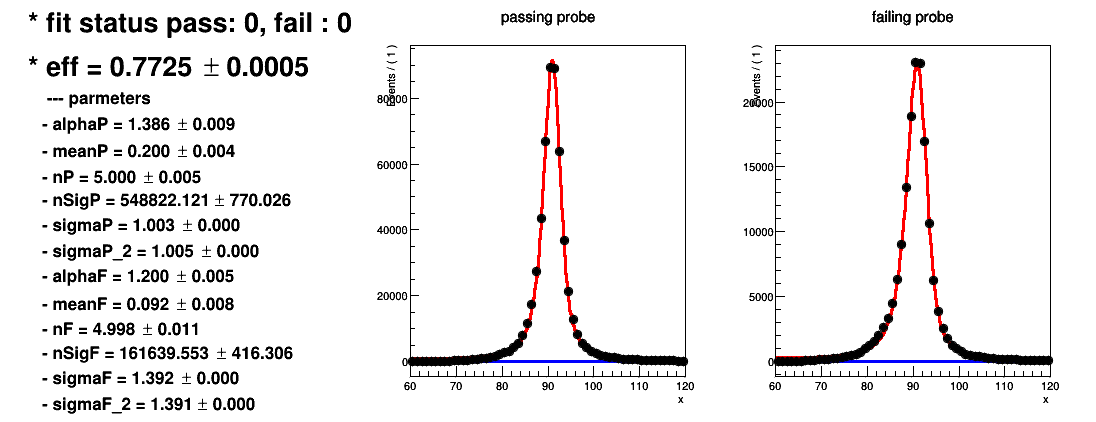 * fit status pass: 0, fail : 0
* eff = 0.7725 ± 0.0005
--- parmeters
- alphaP = 1.386 ± 0.009
- meanP = 0.200 ± 0.004
- nP = 5.000 ± 0.005
- nSigP = 548822.121 ± 770.026
- sigmaP = 1.003 ± 0.000
- sigmaP_2 = 1.005 ± 0.000
- alphaF = 1.200 ± 0.005
- meanF = 0.092 ± 0.008
- nF = 4.998 ± 0.011
- nSigF = 161639.553 ± 416.306
- sigmaF = 1.392 ± 0.000
- sigmaF_2 = 1.391 ± 0.000
passing probe
Events / ( 1 )
80000
60000
40000
20000
0
60 70 80 90 100 110 120
x
failing probe
Events / ( 1 )
20000
15000
10000
5000
0
60 70 80 90 100 110 120
x